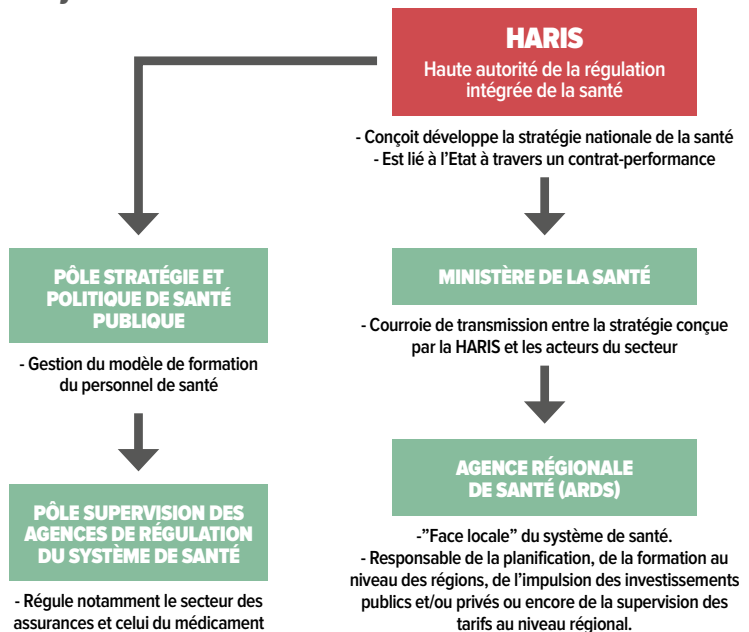 HARIS
Haute autorité de la régulation
intégrée de la santé
- Conçoit développe la stratégie nationale de la santé
- Est lié à l’Etat à travers un contrat-performance
PÔLE STRATÉGIE ET
POLITIQUE DE SANTÉ
PUBLIQUE
- Gestion du modèle de formation
du personnel de santé
PÔLE SUPERVISION DES
AGENCES DE RÉGULATION
DU SYSTÈME DE SANTÉ
- Régule notamment le secteur des
assurances et celui du médicament
MINISTÈRE DE LA SANTÉ
- Courroie de transmission entre la stratégie conçue
par la HARIS et les acteurs du secteur
AGENCE RÉGIONALE
DE SANTÉ (ARDS)
-”Face locale” du système de santé.
- Responsable de la planification, de la formation au
niveau des régions, de l’impulsion des investissements
publics et/ou privés ou encore de la supervision des
tarifs au niveau régional.